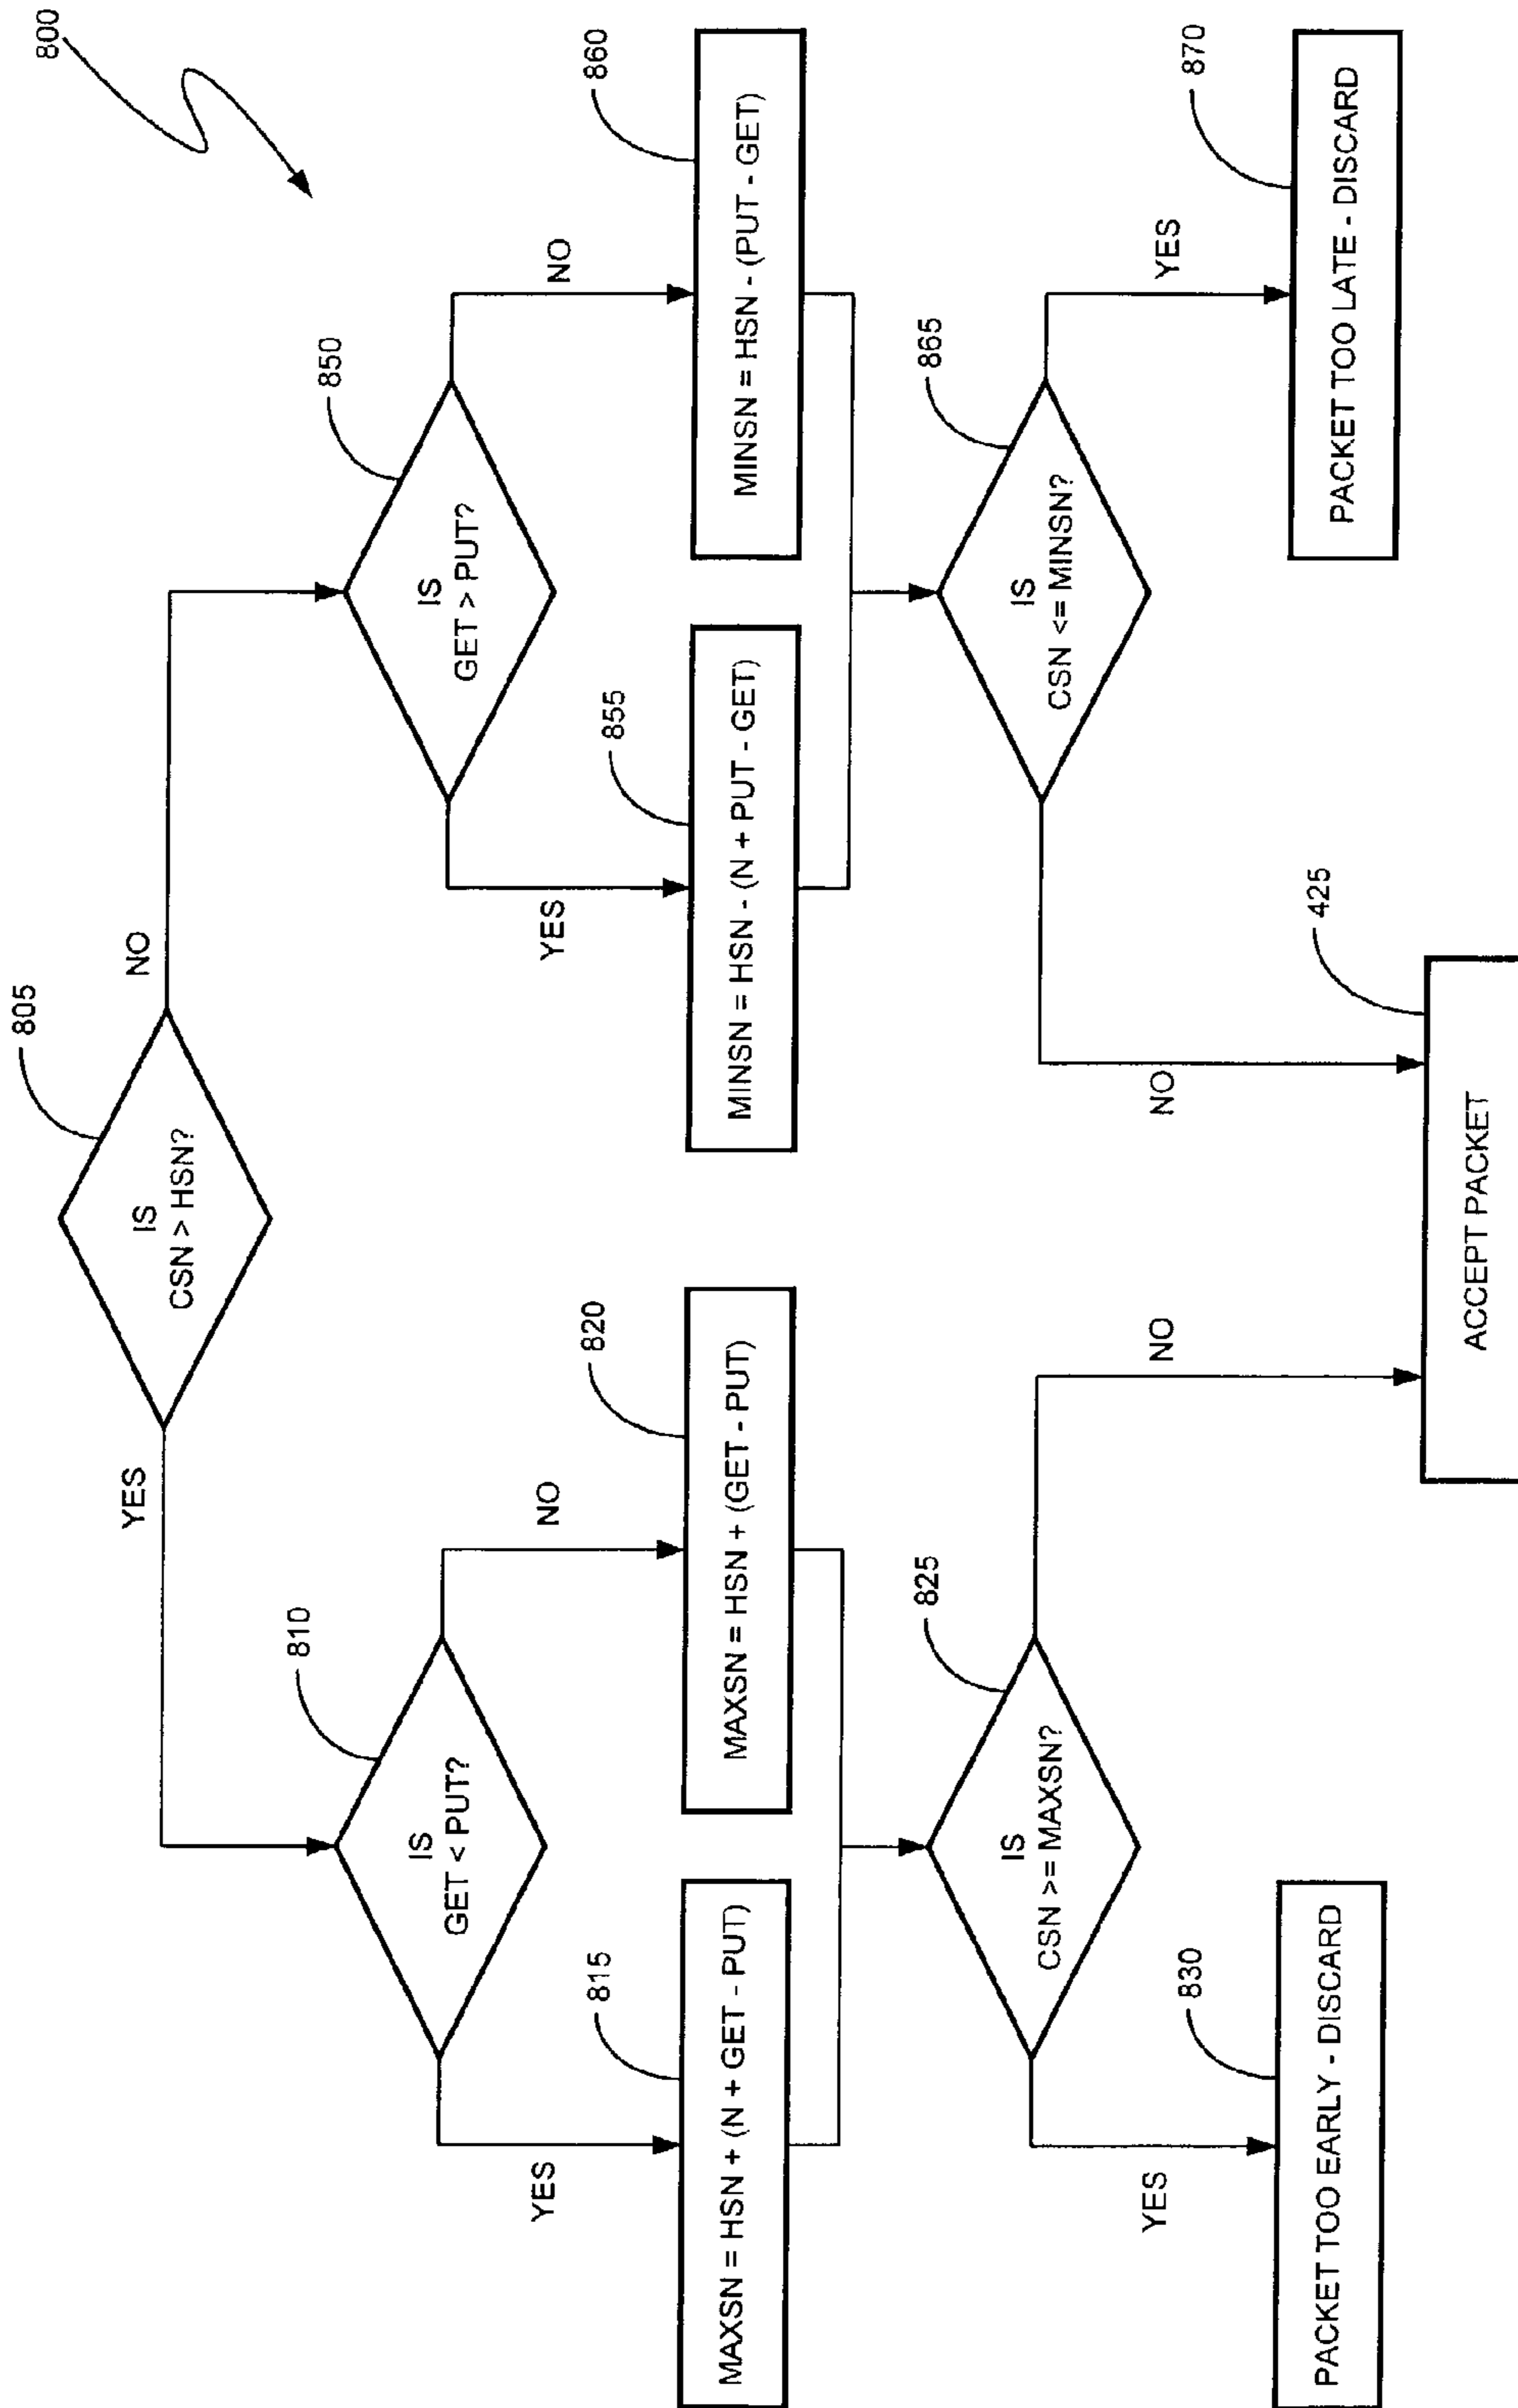 800
805
IS
CSN > HSN?
YES
NO
810
IS
GET < PUT?
850
IS
GET > PUT?
YES
NO
YES
NO
815
MAXSN = HSN + (N + GET - PUT)
820
MAXSN = HSN + (GET - PUT)
855
MINSN = HSN - (N + PUT - GET)
860
MINSN = HSN - (PUT - GET)
825
IS
CSN >= MAXSN?
865
IS
CSN <= MINSN?
YES
NO
NO
YES
830
PACKET TOO EARLY - DISCARD
425
ACCEPT PACKET
870
PACKET TOO LATE - DISCARD